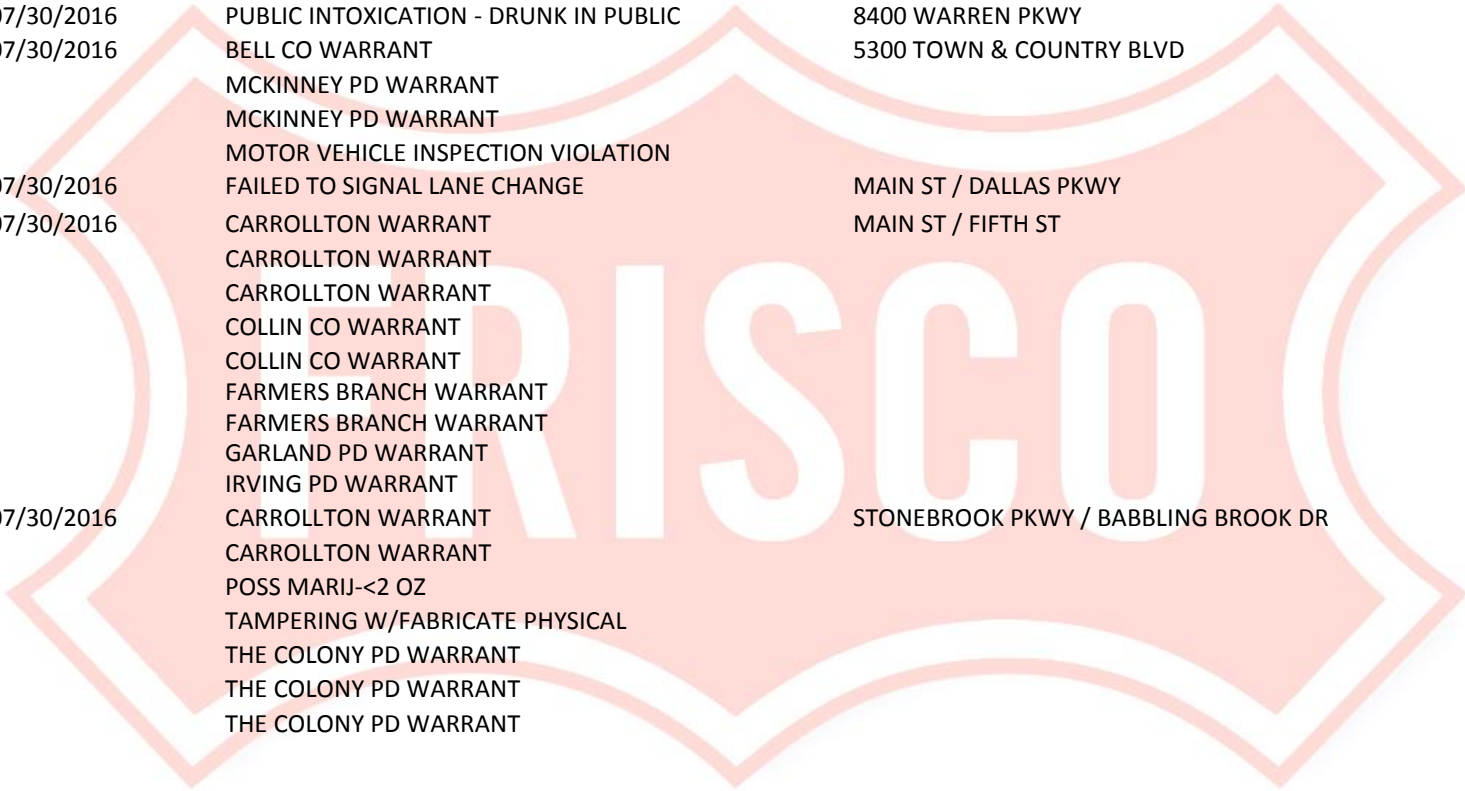 07/30/2016 PUBLIC INTOXICATION - DRUNK IN PUBLIC 8400 WARREN PKWY
07/30/2016 BELL CO WARRANT 5300 TOWN & COUNTRY BLVD
MCKINNEY PD WARRANT
MCKINNEY PD WARRANT
MOTOR VEHICLE INSPECTION VIOLATION
07/30/2016 FAILED TO SIGNAL LANE CHANGE MAIN ST / DALLAS PKWY
07/30/2016 CARROLLTON WARRANT MAIN ST / FIFTH ST
CARROLLTON WARRANT
CARROLLTON WARRANT
COLLIN CO WARRANT
COLLIN CO WARRANT
FARMERS BRANCH WARRANT
FARMERS BRANCH WARRANT
GARLAND PD WARRANT
IRVING PD WARRANT
07/30/2016 CARROLLTON WARRANT STONEBROOK PKWY / BABBLING BROOK DR
CARROLLTON WARRANT
POSS MARIJ-<2 OZ
TAMPERING W/FABRICATE PHYSICAL
THE COLONY PD WARRANT
THE COLONY PD WARRANT
THE COLONY PD WARRANT
FRISCO